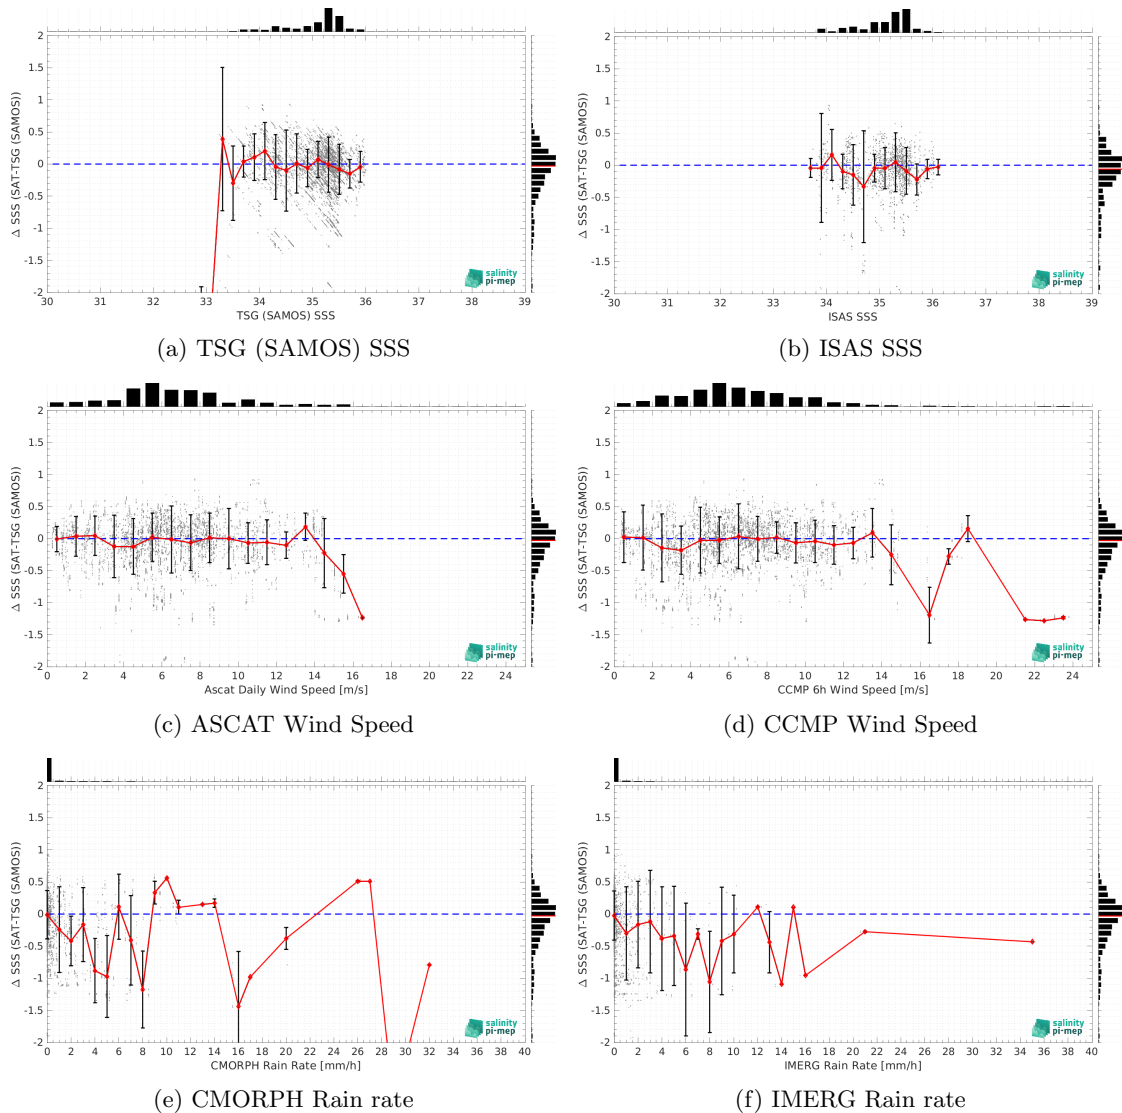 2
1.5
1
0.5
0
-0.5
-1
-1.5
-2
Δ SSS (SAT-TSG (SAMOS))
30 31 32 33 34 35 36 37 38 39
TSG (SAMOS) SSS
salinity
pi-mep
(a) TSG (SAMOS) SSS
2
1.5
1
0.5
0
-0.5
-1
-1.5
-2
Δ SSS (SAT-TSG (SAMOS))
30 31 32 33 34 35 36 37 38 39
ISAS SSS
salinity
pi-mep
(b) ISAS SSS
2
1.5
1
0.5
0
-0.5
-1
-1.5
-2
Δ SSS (SAT-TSG (SAMOS))
0 2 4 6 8 10 12 14 16 18 20 22 24
Ascat Daily Wind Speed [m/s]
salinity
pi-mep
(c) ASCAT Wind Speed
2
1.5
1
0.5
0
-0.5
-1
-1.5
-2
Δ SSS (SAT-TSG (SAMOS))
0 2 4 6 8 10 12 14 16 18 20 22 24
CCMP 6h Wind Speed [m/s]
salinity
pi-mep
(d) CCMP Wind Speed
2
1.5
1
0.5
0
-0.5
-1
-1.5
-2
Δ SSS (SAT-TSG (SAMOS))
0 2 4 6 8 10 12 14 16 18 20 22 24 26 28 30 32 34 36 38 40
CMORPH Rain Rate [mm/h]
salinity
pi-mep
(e) CMORPH Rain rate
2
1.5
1
0.5
0
-0.5
-1
-1.5
-2
Δ SSS (SAT-TSG (SAMOS))
0 2 4 6 8 10 12 14 16 18 20 22 24 26 28 30 32 34 36 38 40
IMERG Rain Rate [mm/h]
salinity
pi-mep
(f) IMERG Rain rate